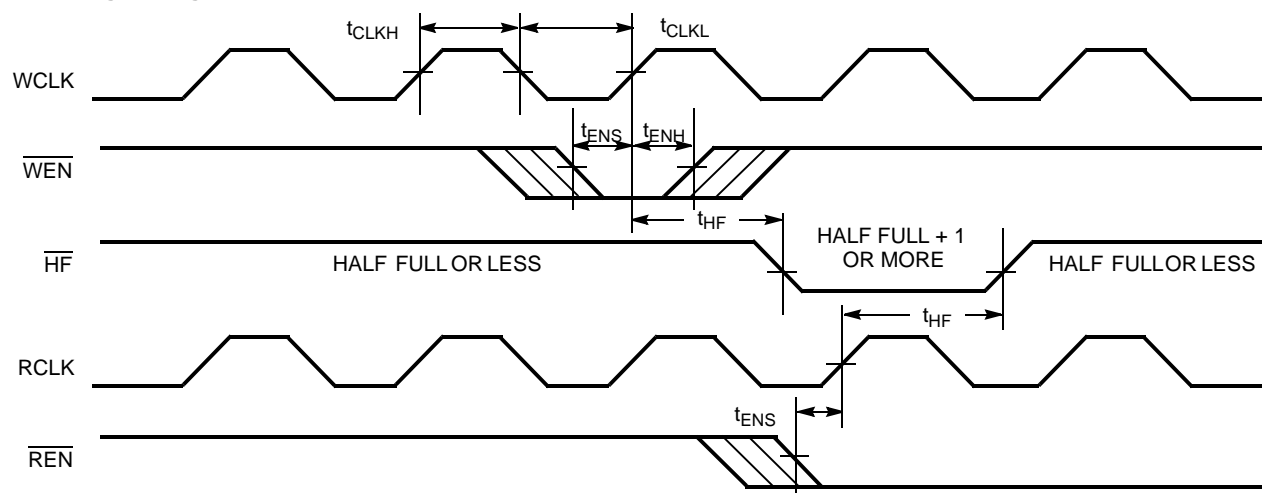 tCLKH
tCLKL
WCLK
tENS
tENH
WEN
tHF
HF
HALF FULL OR LESS
HALF FULL + 1
OR MORE
HALF FULL OR LESS
tHF
RCLK
tENS
REN